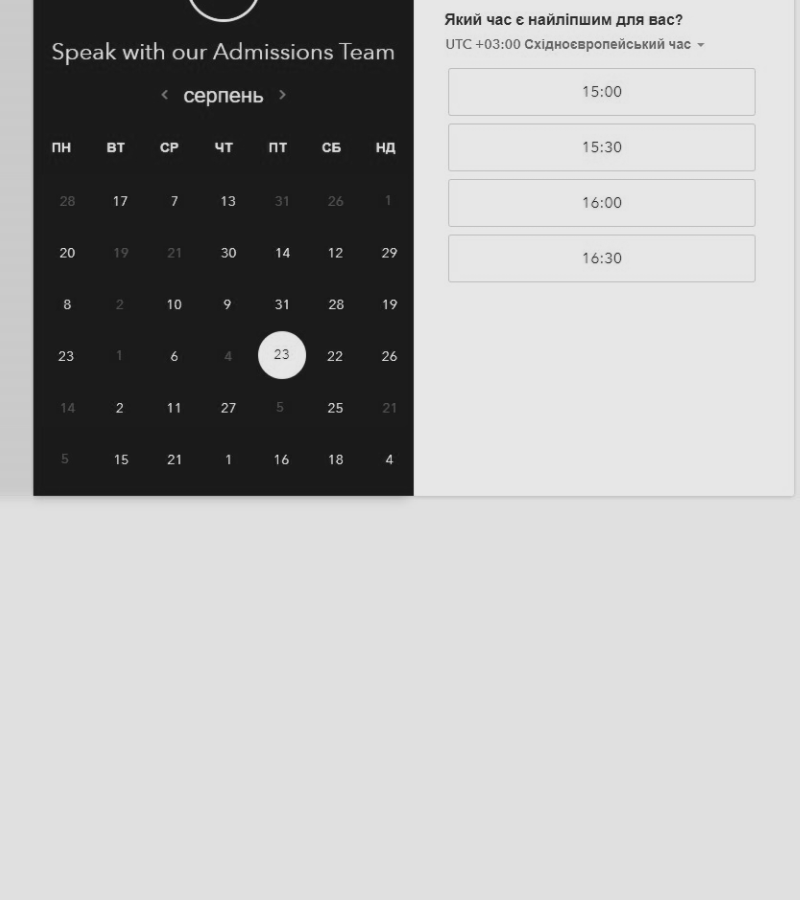 Speak with our Admissions Team
< серпень >
ПН ВТ СР ЧТ ПТ СБ НД
28 17 7 13 31 26 1
20 19 21 30 14 12 29
8 2 10 9 31 28 19
23 1 6 4 23 22 26
14 2 11 27 5 25 21
5 15 21 1 16 18 4
Який час є найліпшим для вас?
UTC +03:00 Східноєвропейський час
15:00
15:30
16:00
16:30